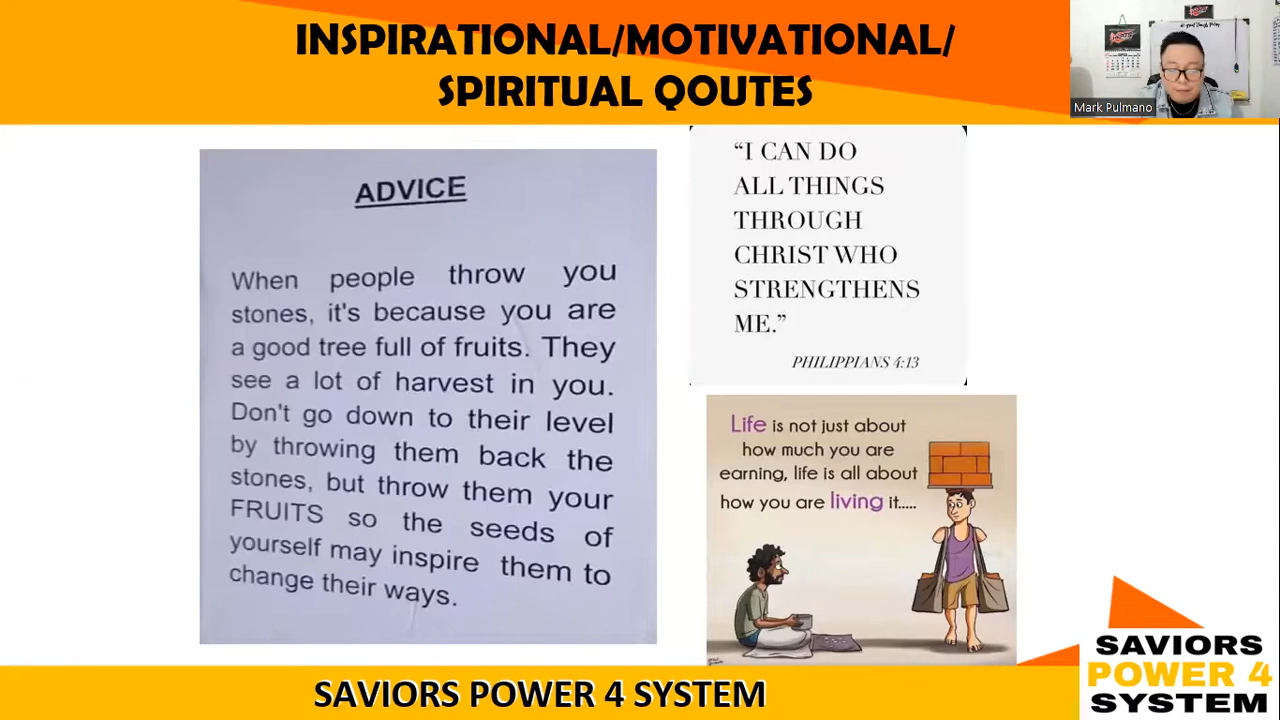 INSPIRATIONAL/MOTIVATIONAL/
SPIRITUAL QOUTES
Mark Pulmano
ADVICE
When people throw you
stones, it's because you are
a good tree full of fruits. They
see a lot of harvest in you.
Don't go down to their level
by throwing them back the
stones, but throw them your
FRUITS so the seeds of
yourself may inspire them to
change their ways.
“I CAN DO
ALL THINGS
THROUGH
CHRIST WHO
STRENGTHENS
ME.”
PHILIPPIANS 4:13
Life is not just about
how much you are
earning, life is all about
how you are living it.....
SAVIORS POWER 4 SYSTEM
SAVIORS
POWER 4
SYSTEM